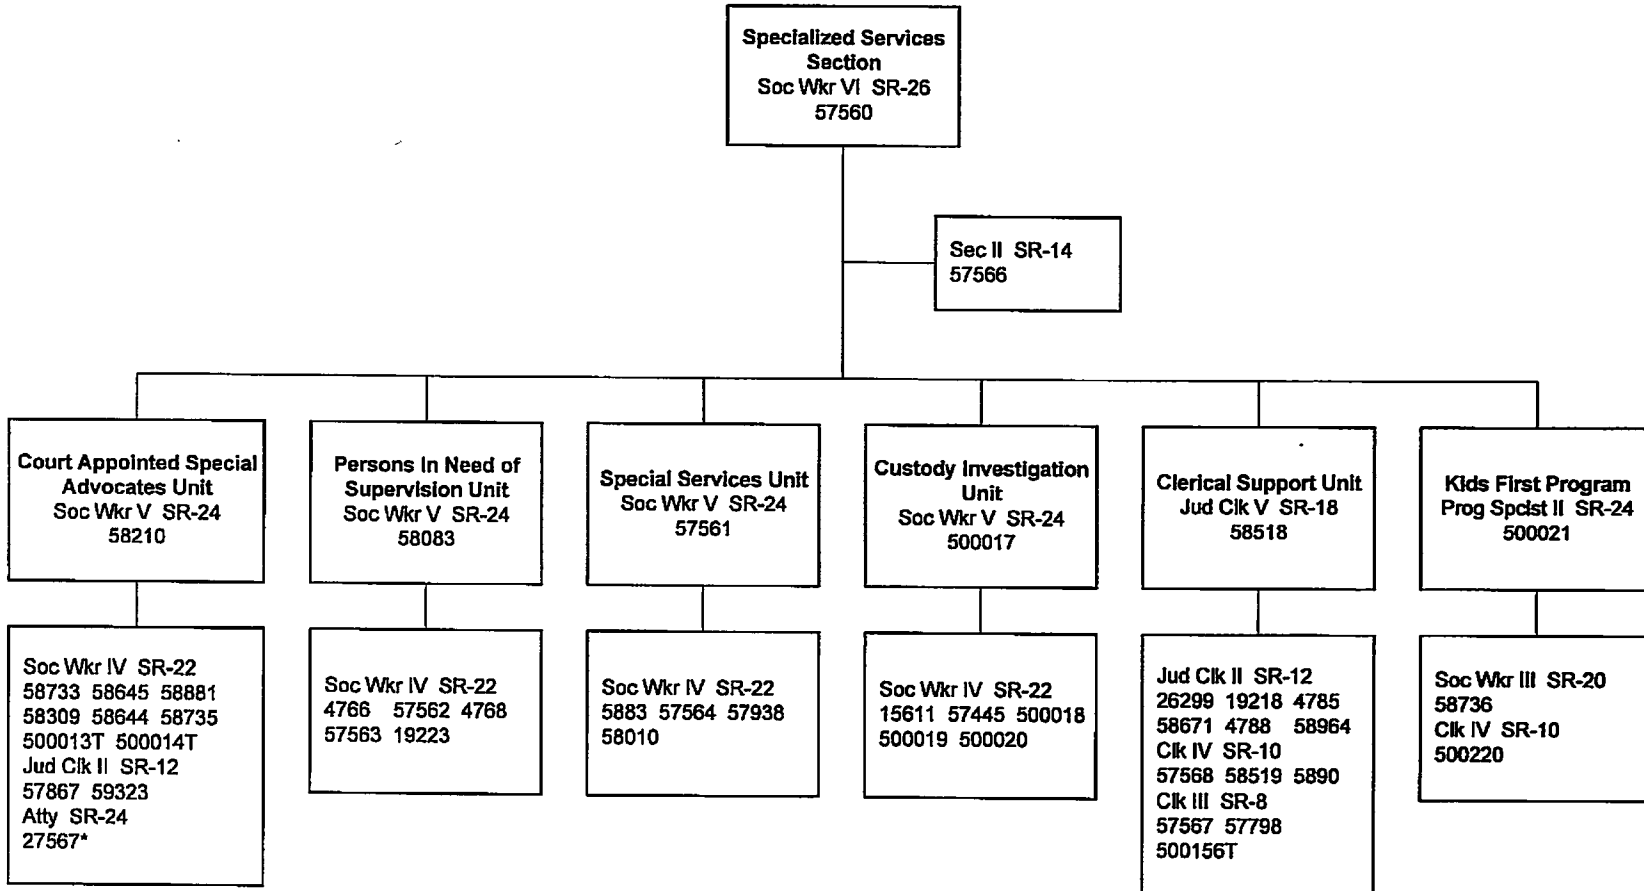 Specialized Services
Section
Soc Wkr VI SR-26
57560
Sec II SR-14
57566
Court Appointed Special
Advocates Unit
Soc Wkr V SR-24
58210
Persons In Need of
Supervision Unit
Soc Wkr V SR-24
58083
Special Services Unit
Soc Wkr V SR-24
57561
Custody Investigation
Unit
Soc Wkr V SR-24
500017
Clerical Support Unit
Jud Clk V SR-18
58518
Kids First Program
Prog Spclst II SR-24
500021
Soc Wkr IV SR-22
58733 58645 58881
58309 58644 58735
500013T 500014T
Jud Clk II SR-12
57867 59323
Atty SR-24
27567*
Soc Wkr IV SR-22
4766 57562 4768
57563 19223
Soc Wkr IV SR-22
5883 57564 57938
58010
Soc Wkr IV SR-22
15611 57445 500018
500019 500020
Jud Clk II SR-12
26299 19218 4785
58671 4788 58964
Clk IV SR-10
57568 58519 5890
Clk III SR-8
57567 57798
500156T
Soc Wkr III SR-20
58736
Clk IV SR-10
500220